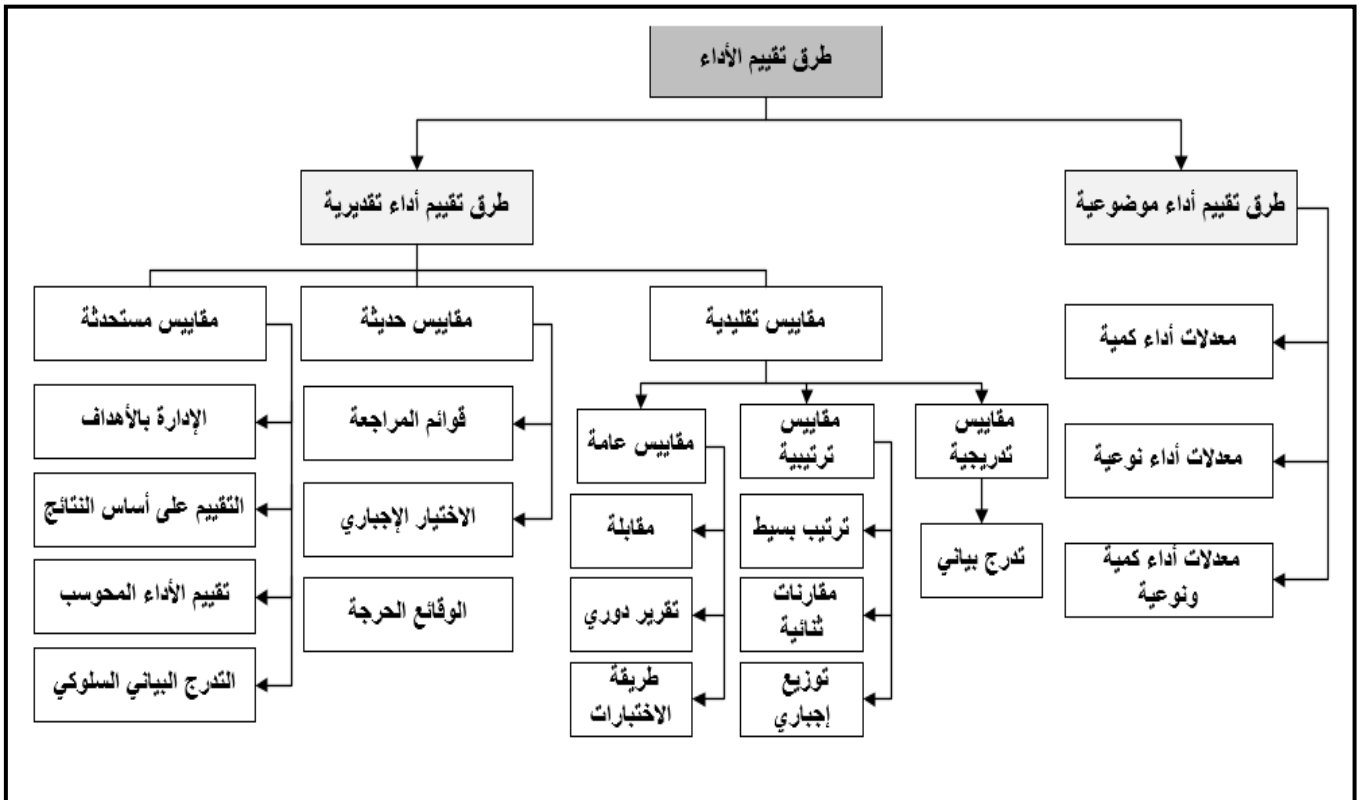 طرق تقييم الأداء
طرق تقييم أداء موضوعية
طرق تقييم أداء تقديرية
معدلات أداء كمية
معدلات أداء نوعية
معدلات أداء كمية
ونوعية
مقاييس تقليدية
مقاييس حديثة
مقاييس مستحدثة
مقاييس
تدريجية
تدرج بياني
مقاييس
ترتيبية
ترتيب بسيط
مقارنات
ثنائية
توزيع
إجباري
مقاييس عامة
مقابلة
تقرير دوري
طريقة
الاختبارات
قوائم المراجعة
الاختيار الإجباري
الوقائع الحرجة
الإدارة بالأهداف
التقييم على أساس النتائج
تقييم الأداء المحوسب
التدرج البياني السلوكي